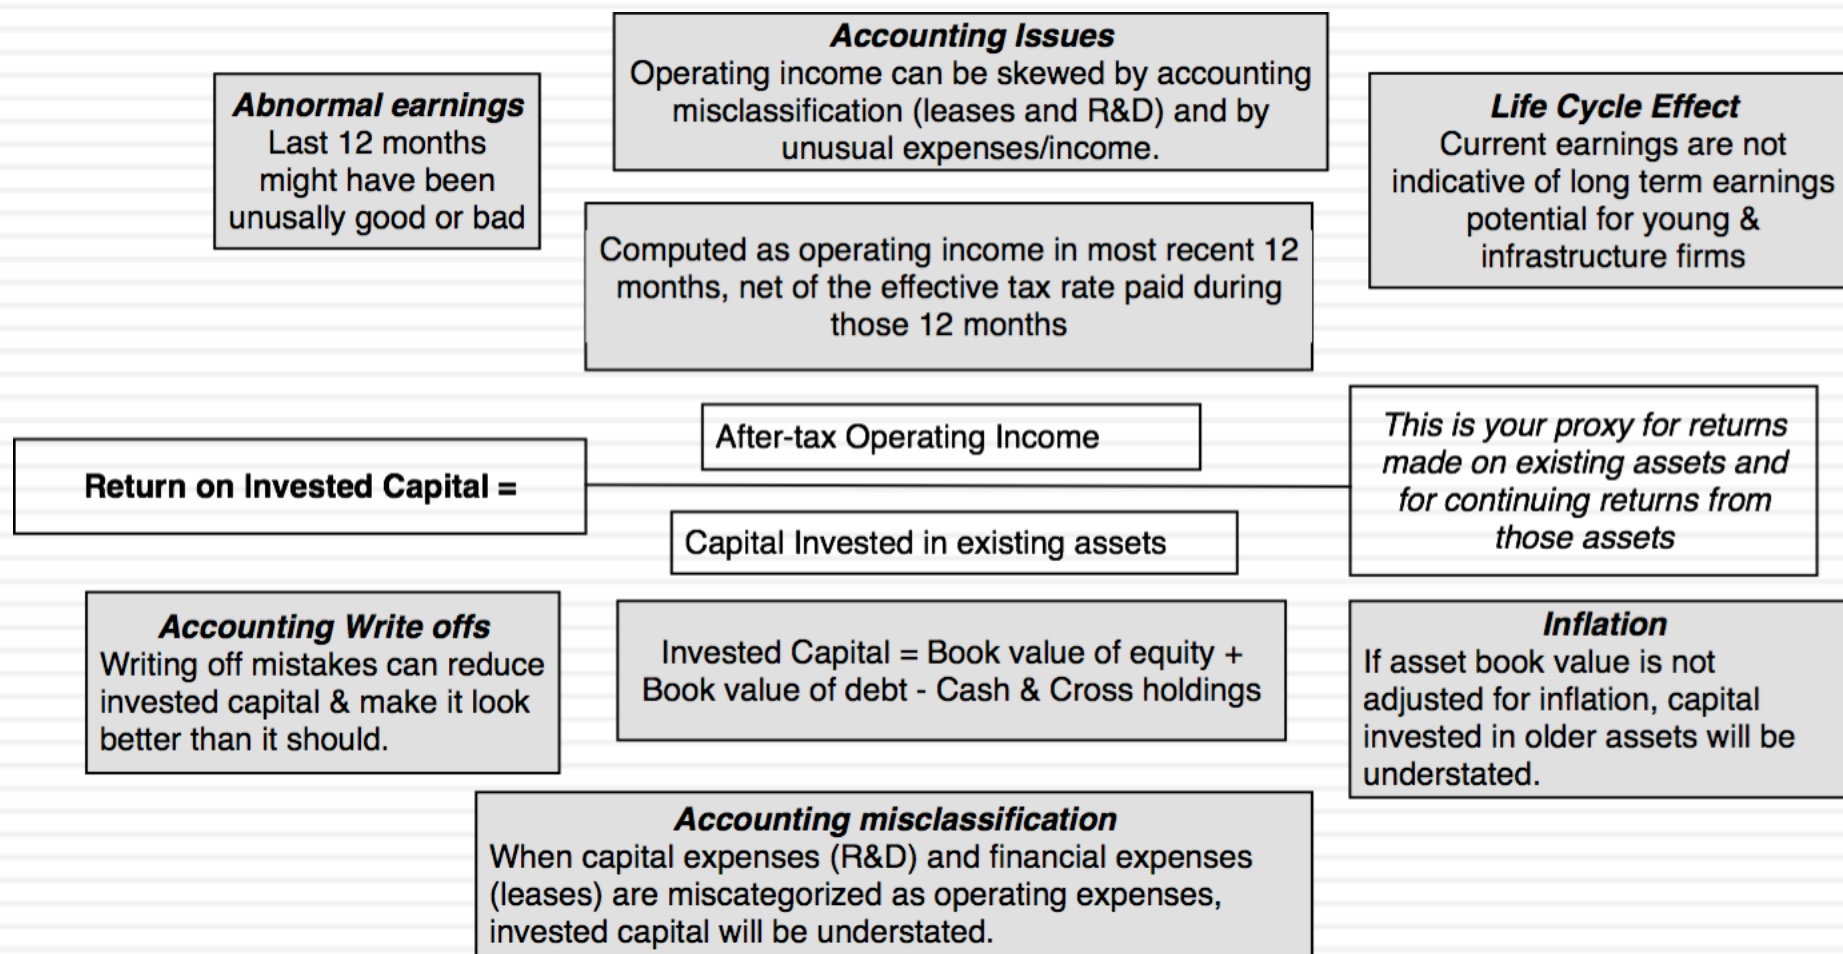 Accounting Issues
Operating income can be skewed by accounting
misclassification (leases and R&D) and by
unusual expenses/income.
Abnormal earnings
Last 12 months
might have been
unusally good or bad
Life Cycle Effect
Current earnings are not
indicative of long term earnings
potential for young &
infrastructure firms
Computed as operating income in most recent 12
months, net of the effective tax rate paid during
those 12 months
Return on Invested Capital =
After-tax Operating Income
Capital Invested in existing assets
This is your proxy for returns
made on existing assets and
for continuing returns from
those assets
Accounting Write offs
Writing off mistakes can reduce
invested capital & make it look
better than it should.
Invested Capital = Book value of equity +
Book value of debt - Cash & Cross holdings
Inflation
If asset book value is not
adjusted for inflation, capital
invested in older assets will be
understated.
Accounting misclassification
When capital expenses (R&D) and financial expenses
(leases) are miscategorized as operating expenses,
invested capital will be understated.